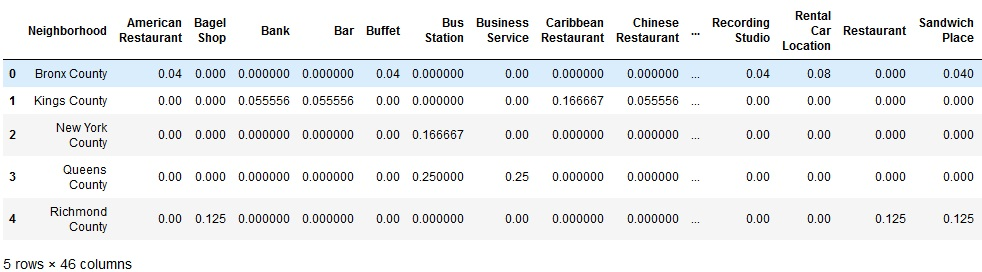 Neighborhood American Restaurant Bagel Shop Bank Bar Buffet Bus Station Business Service Caribbean Restaurant Chinese Restaurant ... Recording Studio Rental Car Location Restaurant Sandwich Place
0 Bronx County 0.04 0.000 0.000000 0.000000 0.04 0.000000 0.00 0.000000 0.000000 ... 0.04 0.08 0.000 0.040
1 Kings County 0.00 0.000 0.055556 0.055556 0.00 0.000000 0.00 0.166667 0.055556 ... 0.00 0.00 0.000 0.000
2 New York County 0.00 0.000 0.000000 0.000000 0.00 0.166667 0.00 0.000000 0.000000 ... 0.00 0.00 0.000 0.000
3 Queens County 0.00 0.000 0.000000 0.000000 0.00 0.250000 0.25 0.000000 0.000000 ... 0.00 0.00 0.000 0.000
4 Richmond County 0.00 0.125 0.000000 0.000000 0.00 0.000000 0.00 0.000000 0.000000 ... 0.00 0.00 0.125 0.125
5 rows × 46 columns